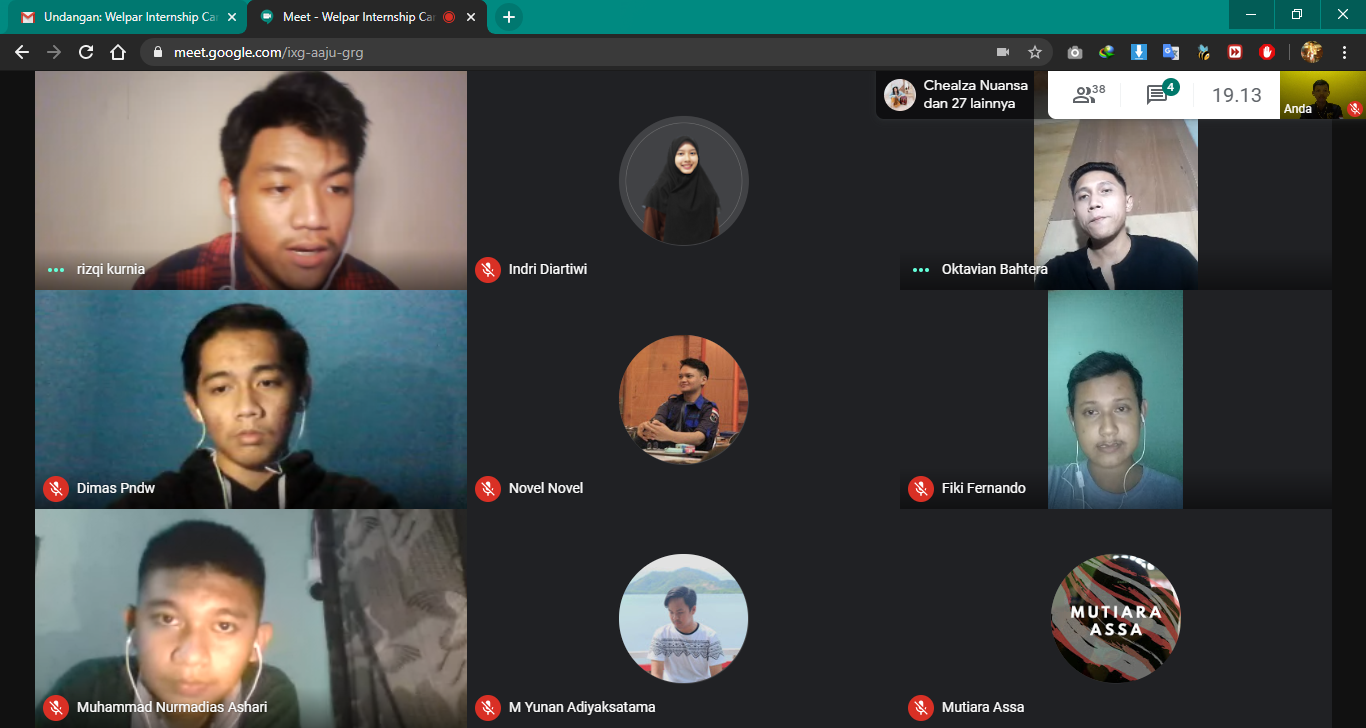 Undangan: Welpar Internship Car
Meet - Welpar Internship Car
meet.google.com/ixg-aaju-grg
Chealza Nuansa
dan 27 lainnya
38
4
19.13
Anda
rizqi kurnia
Indri Diartiwi
Oktavian Bahtera
Dimas Pndw
Novel Novel
Fiki Fernando
MUTIARA
ASSA
Muhammad Nurmadias Ashari
M Yunan Adiyaksatama
Mutiara Assa